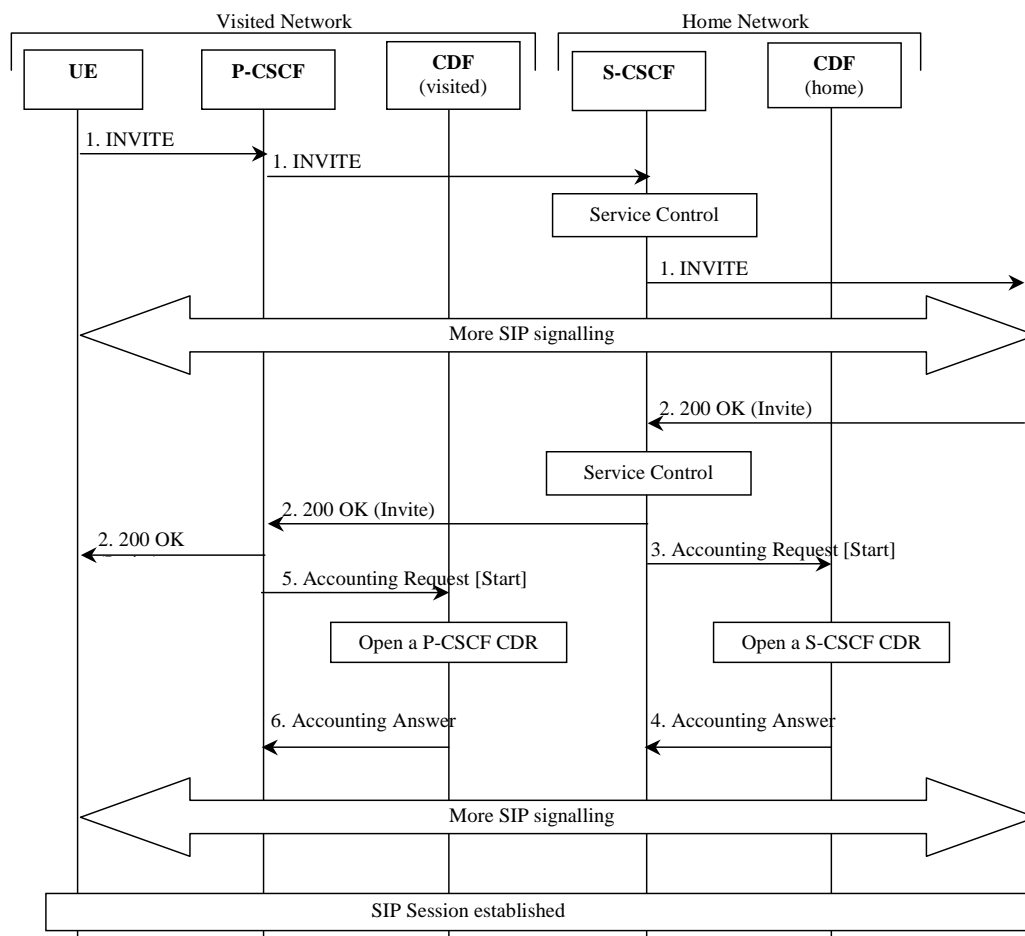 Visited Network
Home Network
UE
P-CSCF
CDF
(visited)
S-CSCF
CDF
(home)
1. INVITE
1. INVITE
Service Control
1. INVITE
More SIP signalling
2. 200 OK (Invite)
Service Control
2. 200 OK (Invite)
2. 200 OK
3. Accounting Request [Start]
5. Accounting Request [Start]
Open a P-CSCF CDR
Open a S-CSCF CDR
6. Accounting Answer
4. Accounting Answer
More SIP signalling
SIP Session established